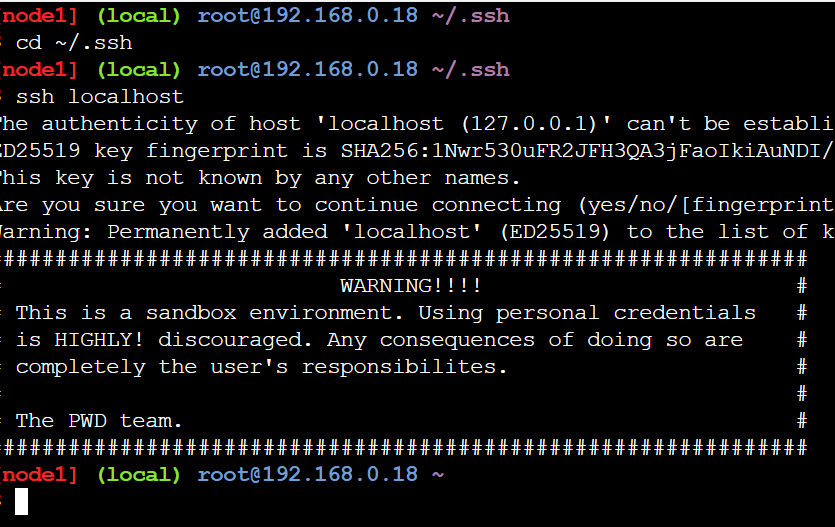 [node1] (local) root@192.168.0.18 ~/.ssh
$ cd ~/.ssh
[node1] (local) root@192.168.0.18 ~/.ssh
$ ssh localhost
The authenticity of host 'localhost (127.0.0.1)' can't be establi
ED25519 key fingerprint is SHA256:1Nwr530uFR2JFH3QA3jFaoIkiAuNDI/
This key is not known by any other names.
Are you sure you want to continue connecting (yes/no/[fingerprint
Warning: Permanently added 'localhost' (ED25519) to the list of k
###############################################################
# WARNING!!!! #
# This is a sandbox environment. Using personal credentials #
# is HIGHLY! discouraged. Any consequences of doing so are #
# completely the user's responsibilites. #
# #
# The PWD team. #
###############################################################
[node1] (local) root@192.168.0.18 ~
$